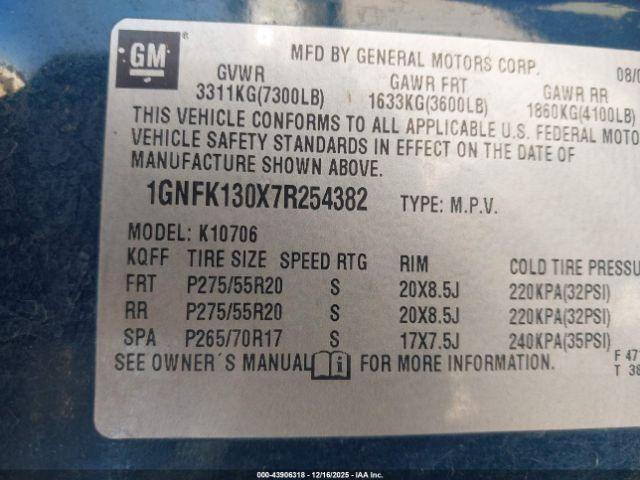 GM
MFD BY GENERAL MOTORS CORP.
GVWR GAWR FRT GAWR RR
3311KG(7300LB) 1633KG(3600LB) 1860KG(4100LB)
THIS VEHICLE CONFORMS TO ALL APPLICABLE U.S. FEDERAL
VEHICLE SAFETY STANDARDS IN EFFECT ON THE DATE OF
MANUFACTURE SHOWN ABOVE.
1GNFK130X7R254382 TYPE: M.P.V.
MODEL: K10706
KQFF TIRE SIZE SPEED RTG RIM COLD TIRE
FRT P275/55R20 S 20X8.5J 220KPA(32PSI)
RR P275/55R20 S 20X8.5J 220KPA(32PSI)
SPA P265/70R17 S 17X7.5J 240KPA(35PSI)
SEE OWNER´S MANUAL FOR MORE INFORMATION.
000-43906318 - 12/16/2025 - IAA Inc.